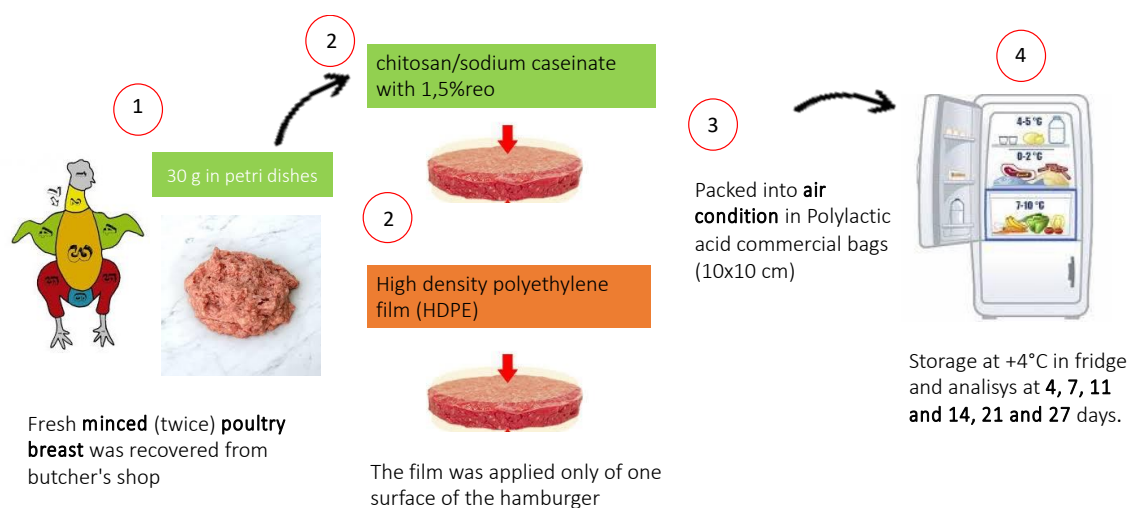 1
30 g in petri dishes
Fresh minced (twice) poultry
breast was recovered from
butcher's shop
2
chitosan/sodium caseinate
with 1,5%reo
2
High density polyethylene
film (HDPE)
The film was applied only of one
surface of the hamburger
3
Packed into air
condition in Polylactic
acid commercial bags
(10x10 cm)
4
4-5 °C
0-2 °C
7-10 °C
Storage at +4°C in fridge
and analisys at 4, 7, 11
and 14, 21 and 27 days.